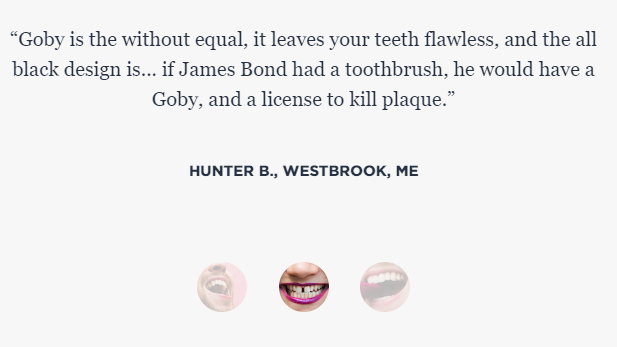 “Goby is the without equal, it leaves your teeth flawless, and the all
black design is... if James Bond had a toothbrush, he would have a
Goby, and a license to kill plaque.”
HUNTER B., WESTBROOK, ME